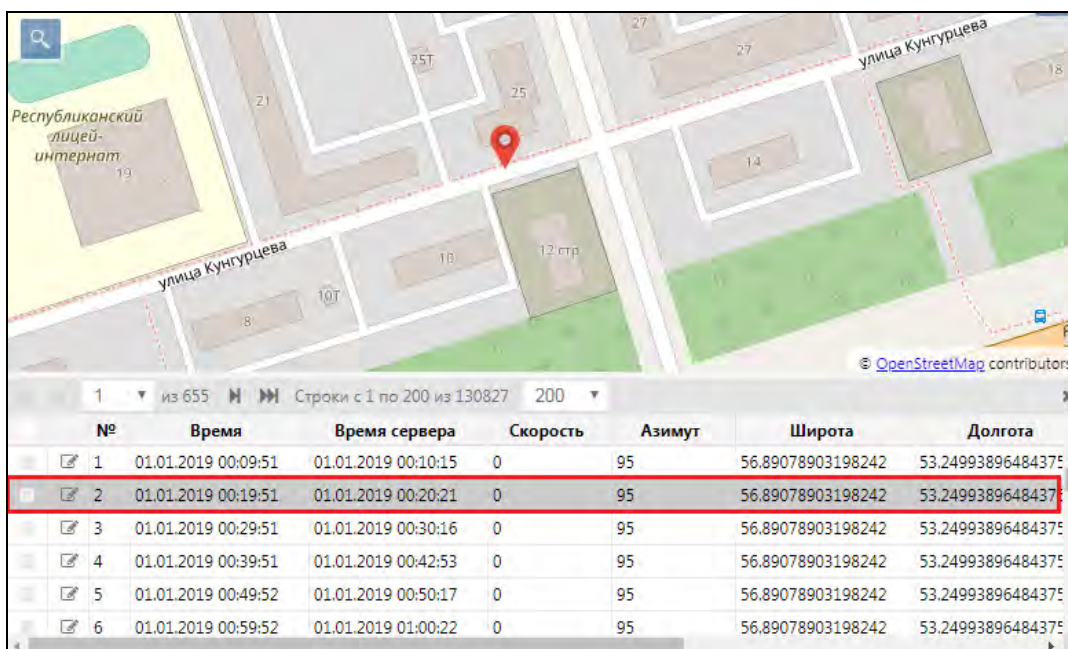 27
27
улица Кунгурцева
18
25Т
25
21
Республиканский
лицей-
интернат
19
14
улица Кунгурцева
10
12 стр
10Т
8
© OpenStreetMap contributors
1 из 655 Строки с 1 по 200 из 130827 200
№ Время Время сервера Скорость Азимут Широта Долгота
1 01.01.2019 00:09:51 01.01.2019 00:10:15 0 95 56.89078903198242 53.24993896484375
2 01.01.2019 00:19:51 01.01.2019 00:20:21 0 95 56.89078903198242 53.24993896484375
3 01.01.2019 00:29:51 01.01.2019 00:30:16 0 95 56.89078903198242 53.24993896484375
4 01.01.2019 00:39:51 01.01.2019 00:42:53 0 95 56.89078903198242 53.24993896484375
5 01.01.2019 00:49:52 01.01.2019 00:50:17 0 95 56.89078903198242 53.24993896484375
6 01.01.2019 00:59:52 01.01.2019 01:00:22 0 95 56.89078903198242 53.24993896484375